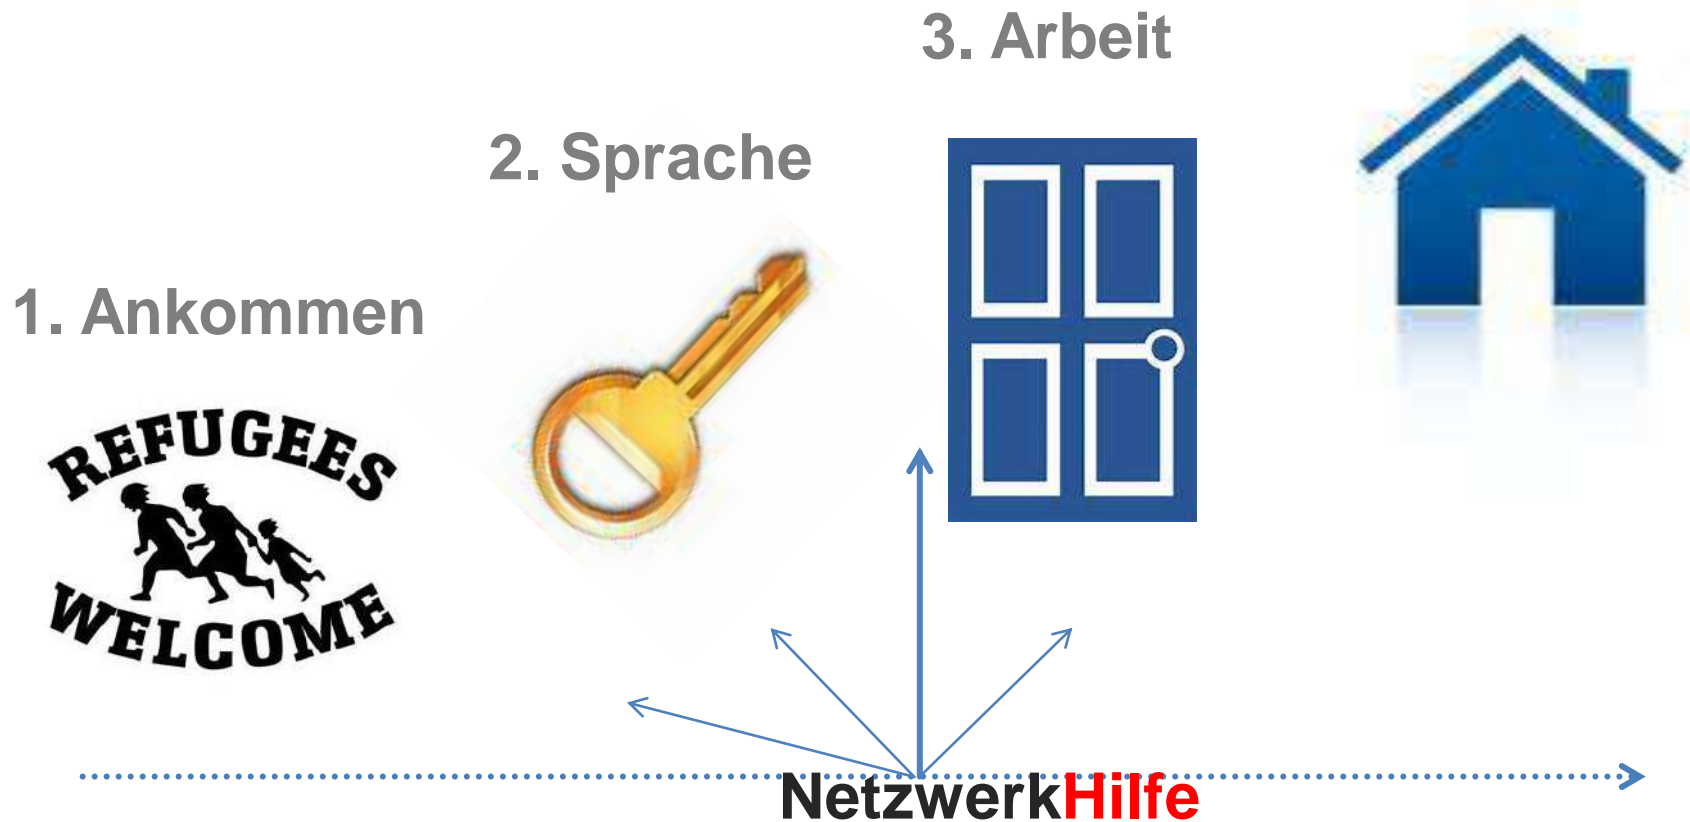 3. Arbeit
2. Sprache
1. Ankommen
REFUGEES
WELCOME
NetzwerkHilfe